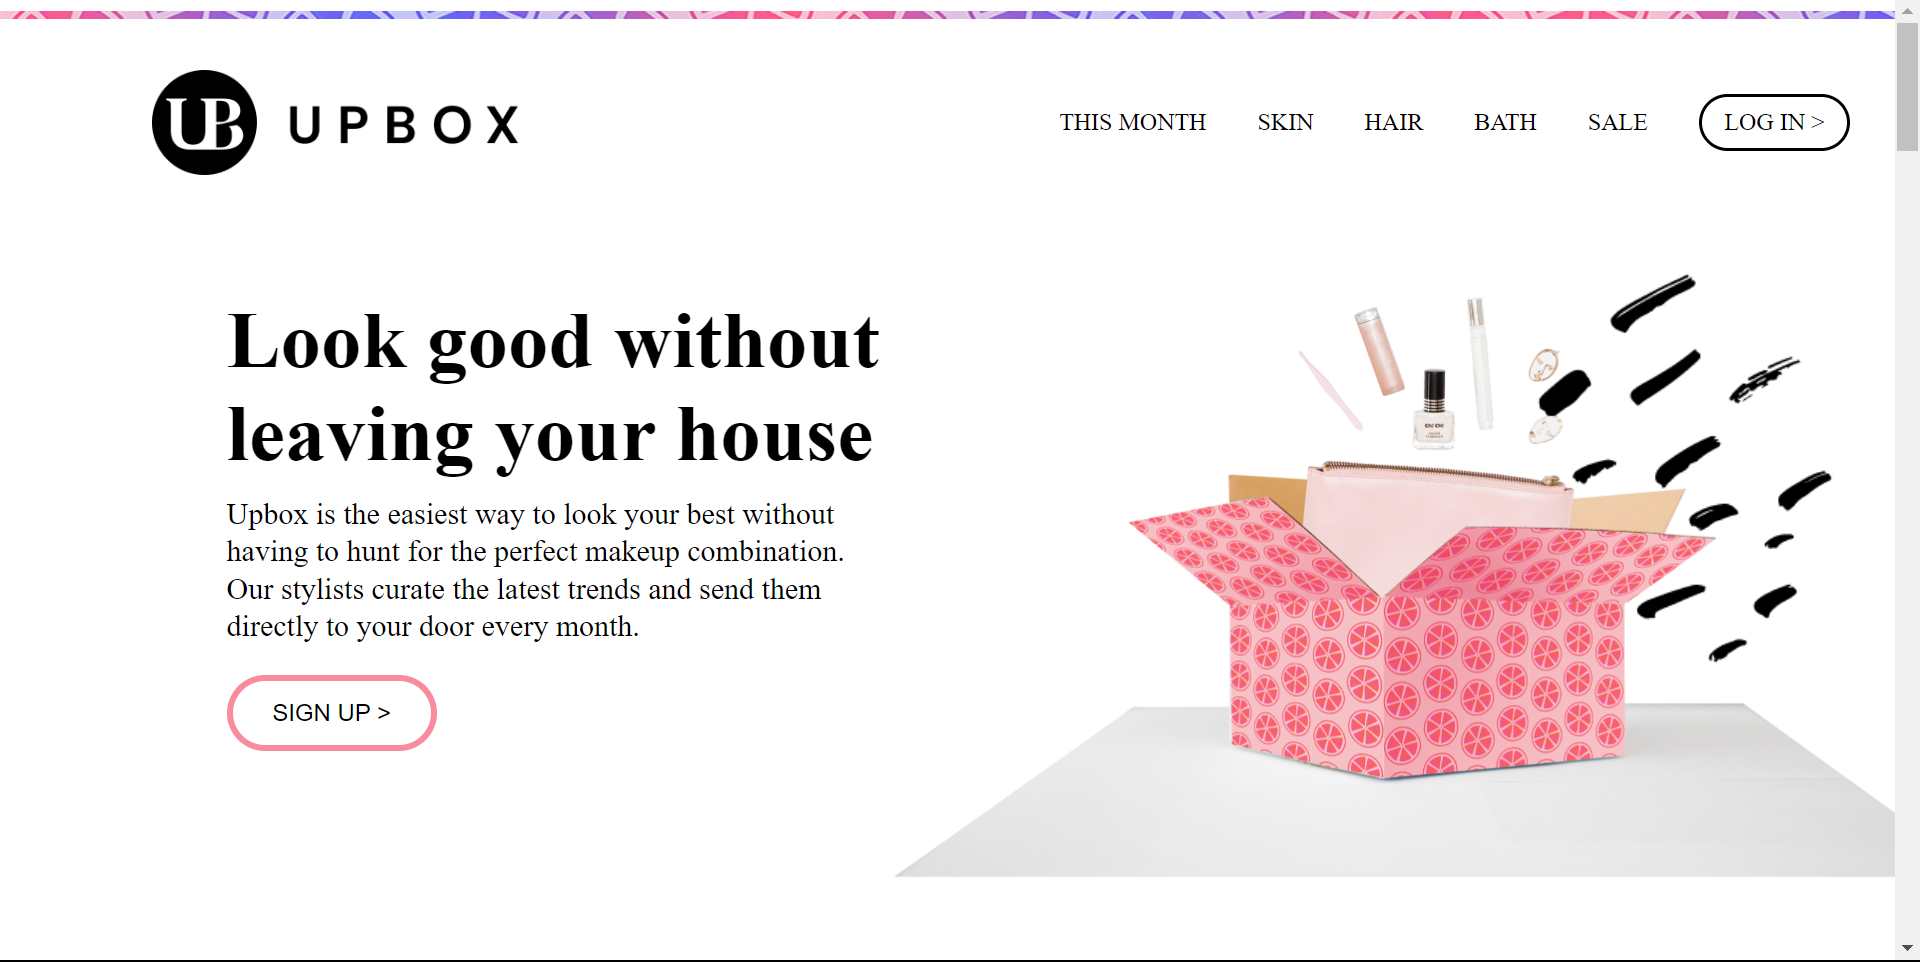 UB UPBOX
THIS MONTH SKIN HAIR BATH SALE LOG IN >
Look good without
leaving your house
Upbox is the easiest way to look your best without
having to hunt for the perfect makeup combination.
Our stylists curate the latest trends and send them
directly to your door every month.
SIGN UP >